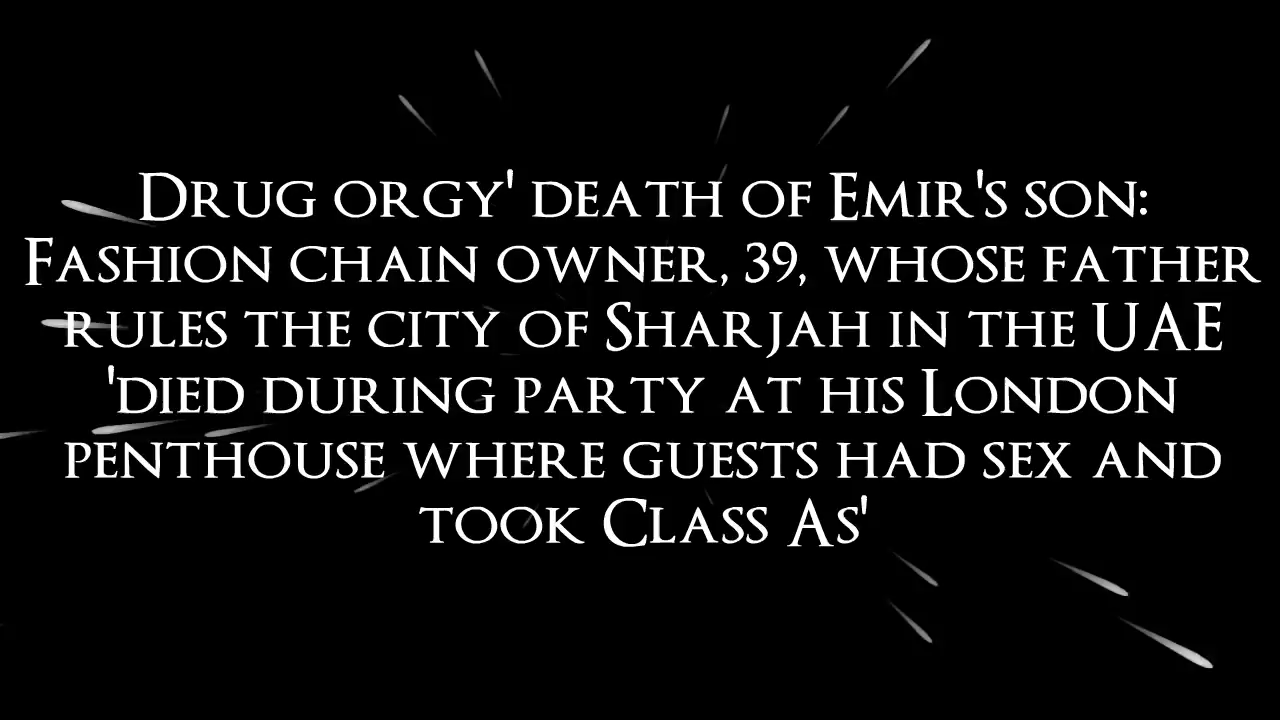 Drug orgy' death of Emir's son:
Fashion chain owner, 39, whose father
rules the city of Sharjah in the UAE
'died during party at his London
penthouse where guests had sex and
took Class As'